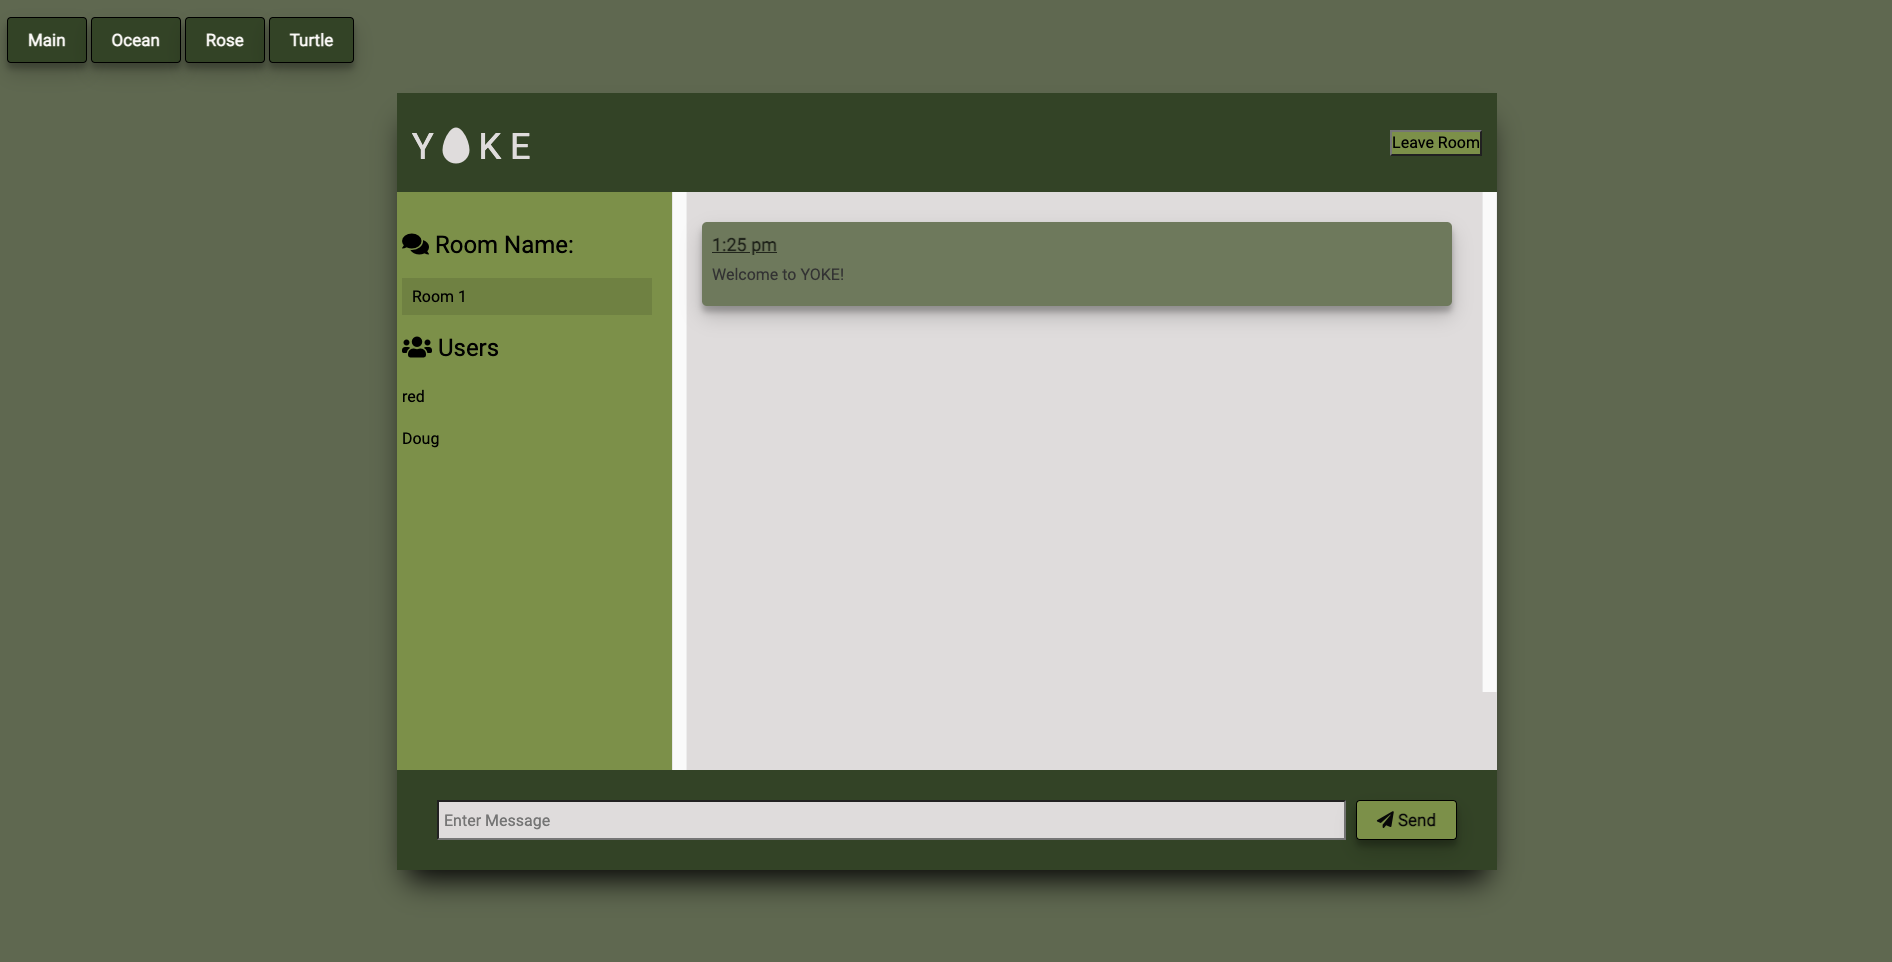 Main Ocean Rose Turtle
YOKE
Leave Room
Room Name:
Room 1
Users
red
Doug
1:25 pm
Welcome to YOKE!
Enter Message
Send